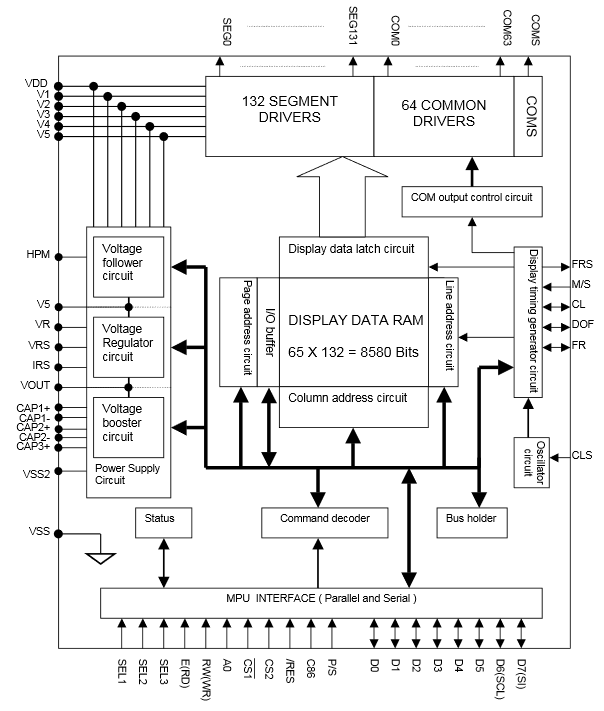 SEG0
SEG131
COM0
COM63
COMS
VDD
V1
V2
V3
V4
V5
132 SEGMENT
DRIVERS
64 COMMON
DRIVERS
COMS
COM output control circuit
HPM
Voltage
follower
circuit
Display data latch circuit
Display timing generator circuit
FRS
M/S
CL
DOF
FR
V5
VR
VRS
IRS
VOUT
Voltage
Regulator
circuit
Page address circuit
I/O buffer
DISPLAY DATA RAM
65 X 132 = 8580 Bits
Line address circuit
CAP1+
CAP1-
CAP2+
CAP2-
CAP3+
Voltage
booster
circuit
Column address circuit
VSS2
Power Supply
Circuit
Oscillator
circuit
CLS
VSS
Status
Command decoder
Bus holder
MPU INTERFACE ( Parallel and Serial )
SEL1
SEL2
SEL3
E(RD)
RW(WR)
A0
CS1
CS2
/RES
C86
P/S
D0
D1
D2
D3
D4
D5
D6(SCL)
D7(SI)